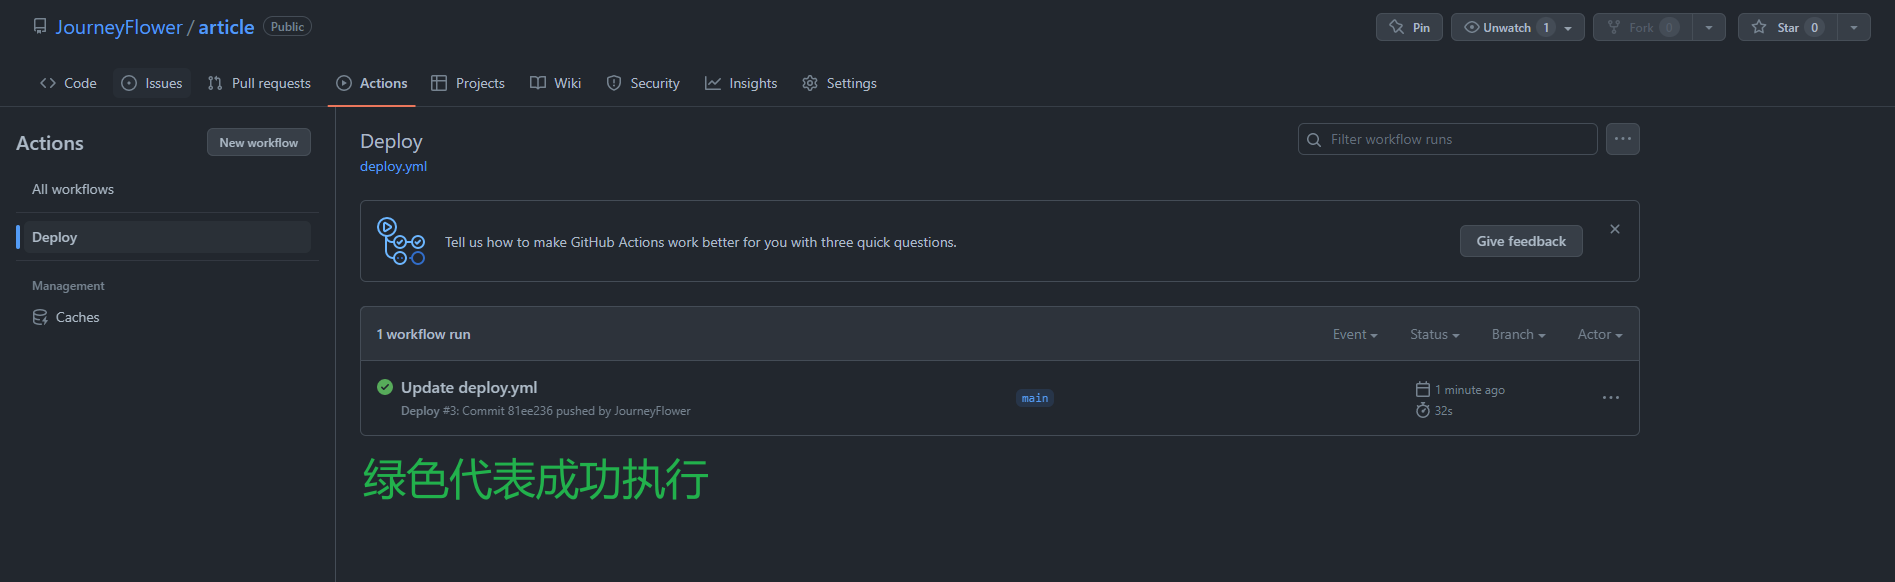 JourneyFlower / article Public
Pin Unwatch 1 Fork 0 Star 0
Code Issues Pull requests Actions Projects Wiki Security Insights Settings
Actions New workflow
All workflows
Deploy
Management
Caches
Deploy
deploy.yml
Filter workflow runs
Tell us how to make GitHub Actions work better for you with three quick questions.
Give feedback
1 workflow run
Event Status Branch Actor
Update deploy.yml
Deploy #3: Commit 81ee236 pushed by JourneyFlower
main
1 minute ago
32s
绿色代表成功执行